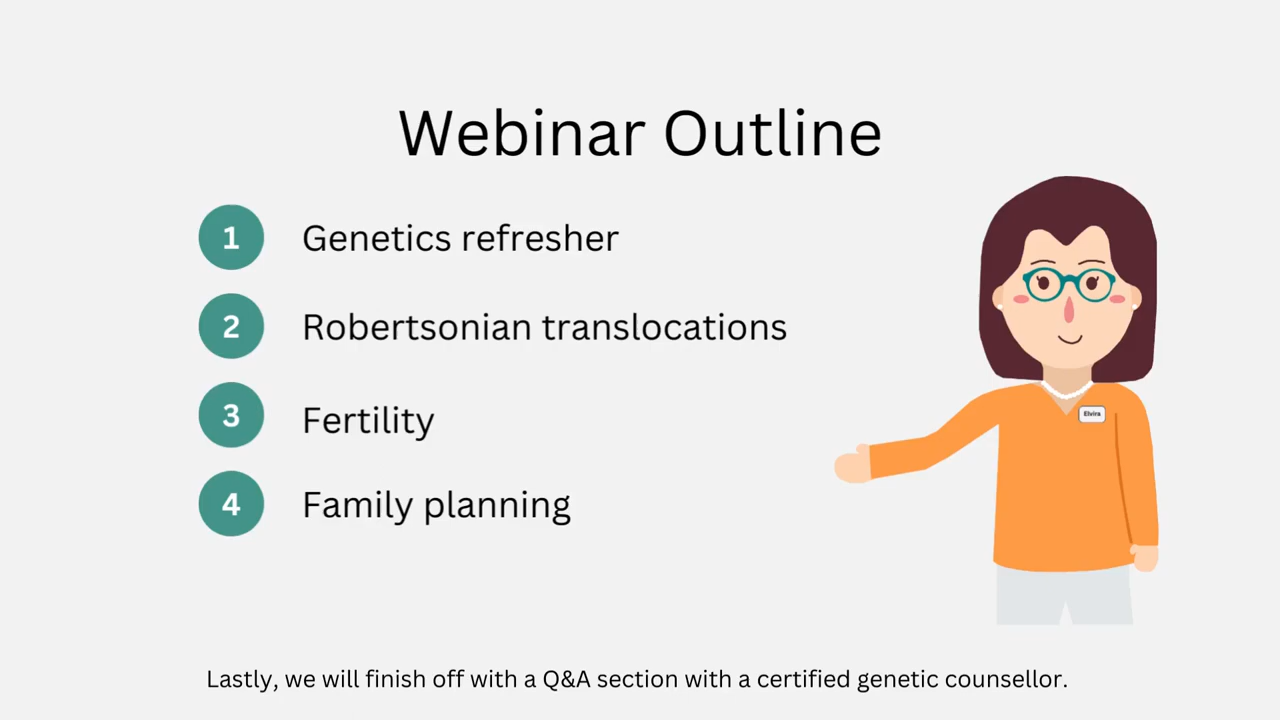 Webinar Outline
1 Genetics refresher
2 Robertsonian translocations
3 Fertility
4 Family planning
Elvira
Lastly, we will finish off with a Q&A section with a certified genetic counsellor.